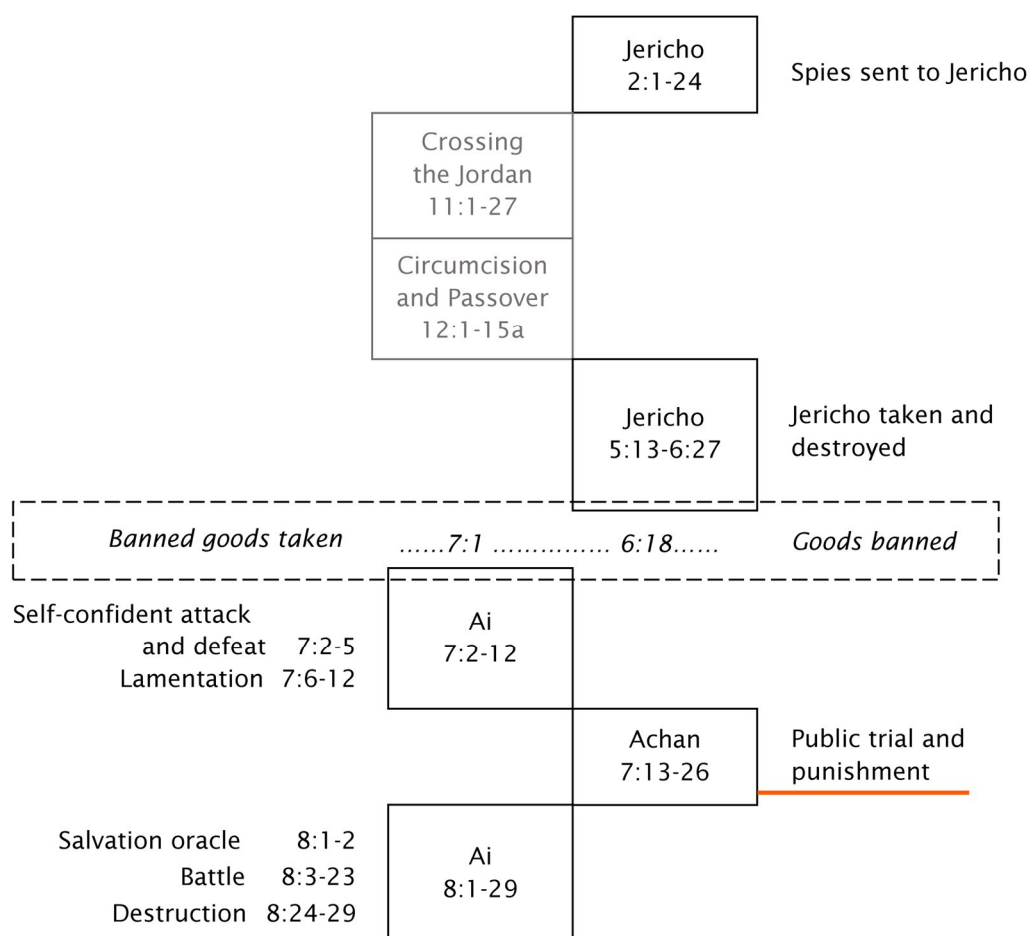 Jericho
2:1-24
Spies sent to Jericho
Crossing
the Jordan
11:1-27
Circumcision
and Passover
12:1-15a
Jericho
5:13-6:27
Jericho taken and
destroyed
Banned goods taken ......7:1 ............... 6:18...... Goods banned
Self-confident attack
and defeat 7:2-5
Lamentation 7:6-12
Ai
7:2-12
Achan
7:13-26
Public trial and
punishment
Salvation oracle 8:1-2
Battle 8:3-23
Destruction 8:24-29
Ai
8:1-29